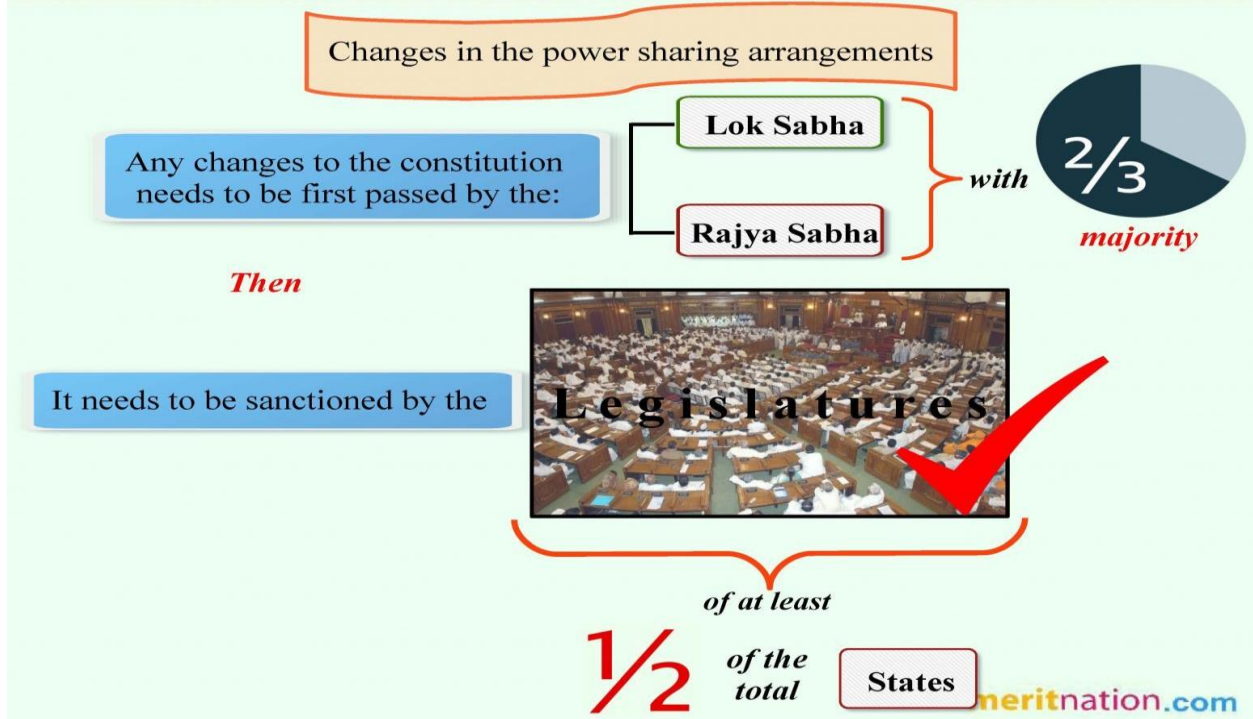 Changes in the power sharing arrangements
Any changes to the constitution
needs to be first passed by the:
Lok Sabha
Rajya Sabha
with
2/3
majority
Then
It needs to be sanctioned by the
Legislatures
of at least
1/2
of the
total
States
meritnation.com